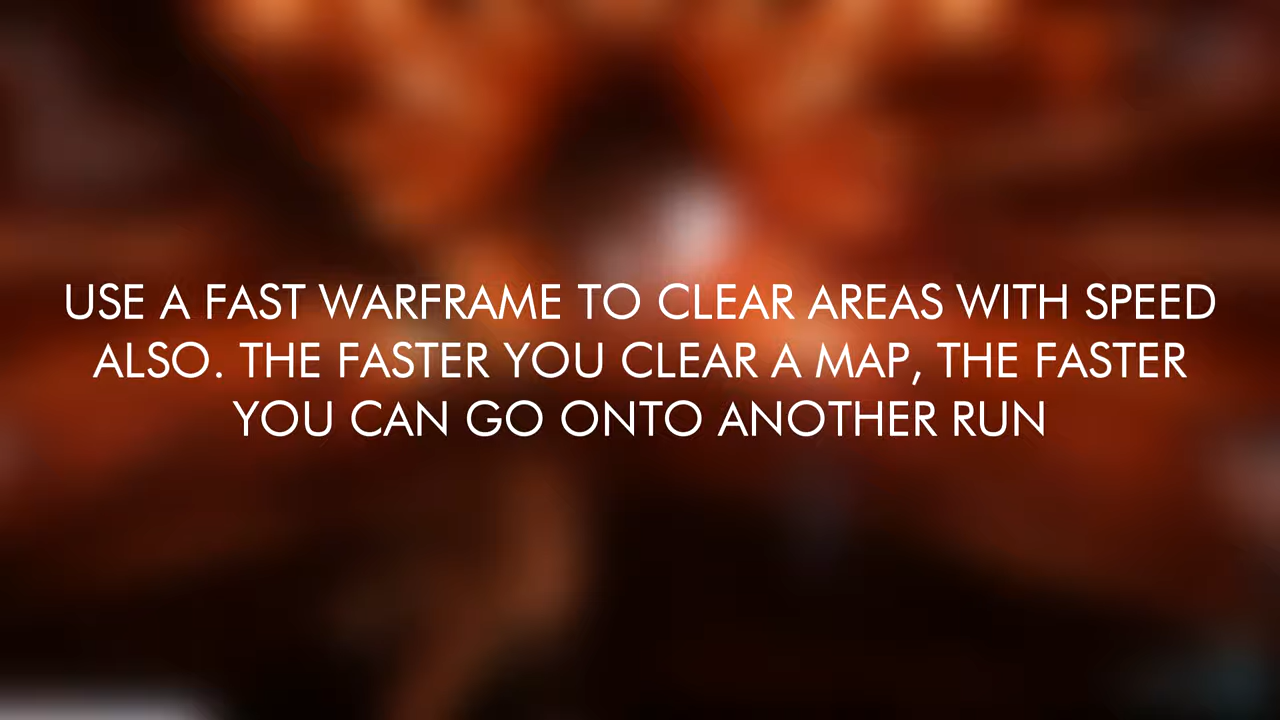 USE A FAST WARFRAME TO CLEAR AREAS WITH SPEED
ALSO. THE FASTER YOU CLEAR A MAP, THE FASTER
YOU CAN GO ONTO ANOTHER RUN